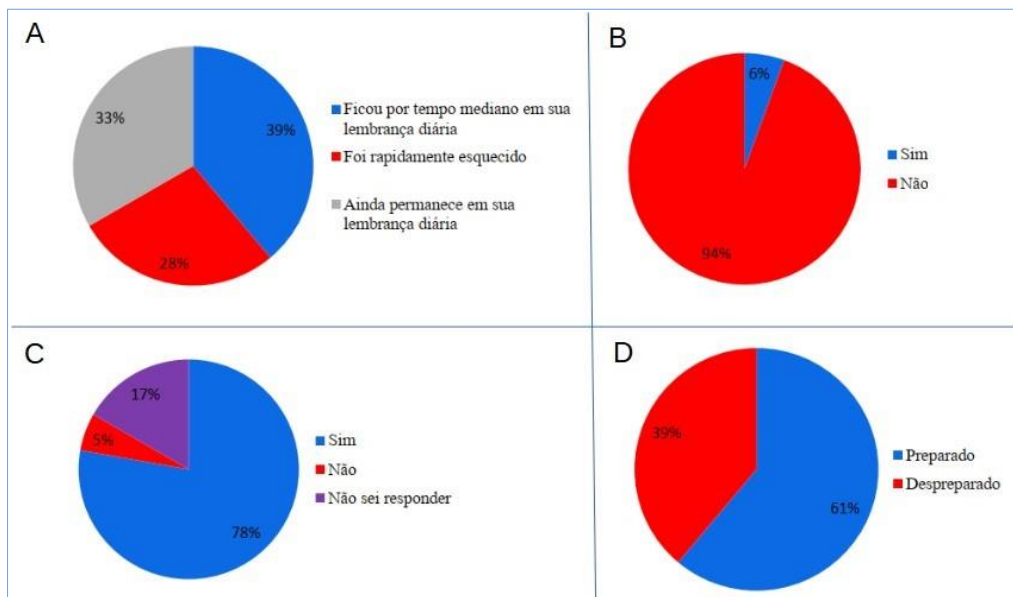 A
33%
39%
28%
Ficou por tempo mediano em sua
lembrança diária
Foi rapidamente esquecido
Ainda permanece em sua
lembrança diária
B
6%
94%
Sim
Não
C
17%
5%
78%
Sim
Não
Não sei responder
D
39%
61%
Preparado
Despreparado